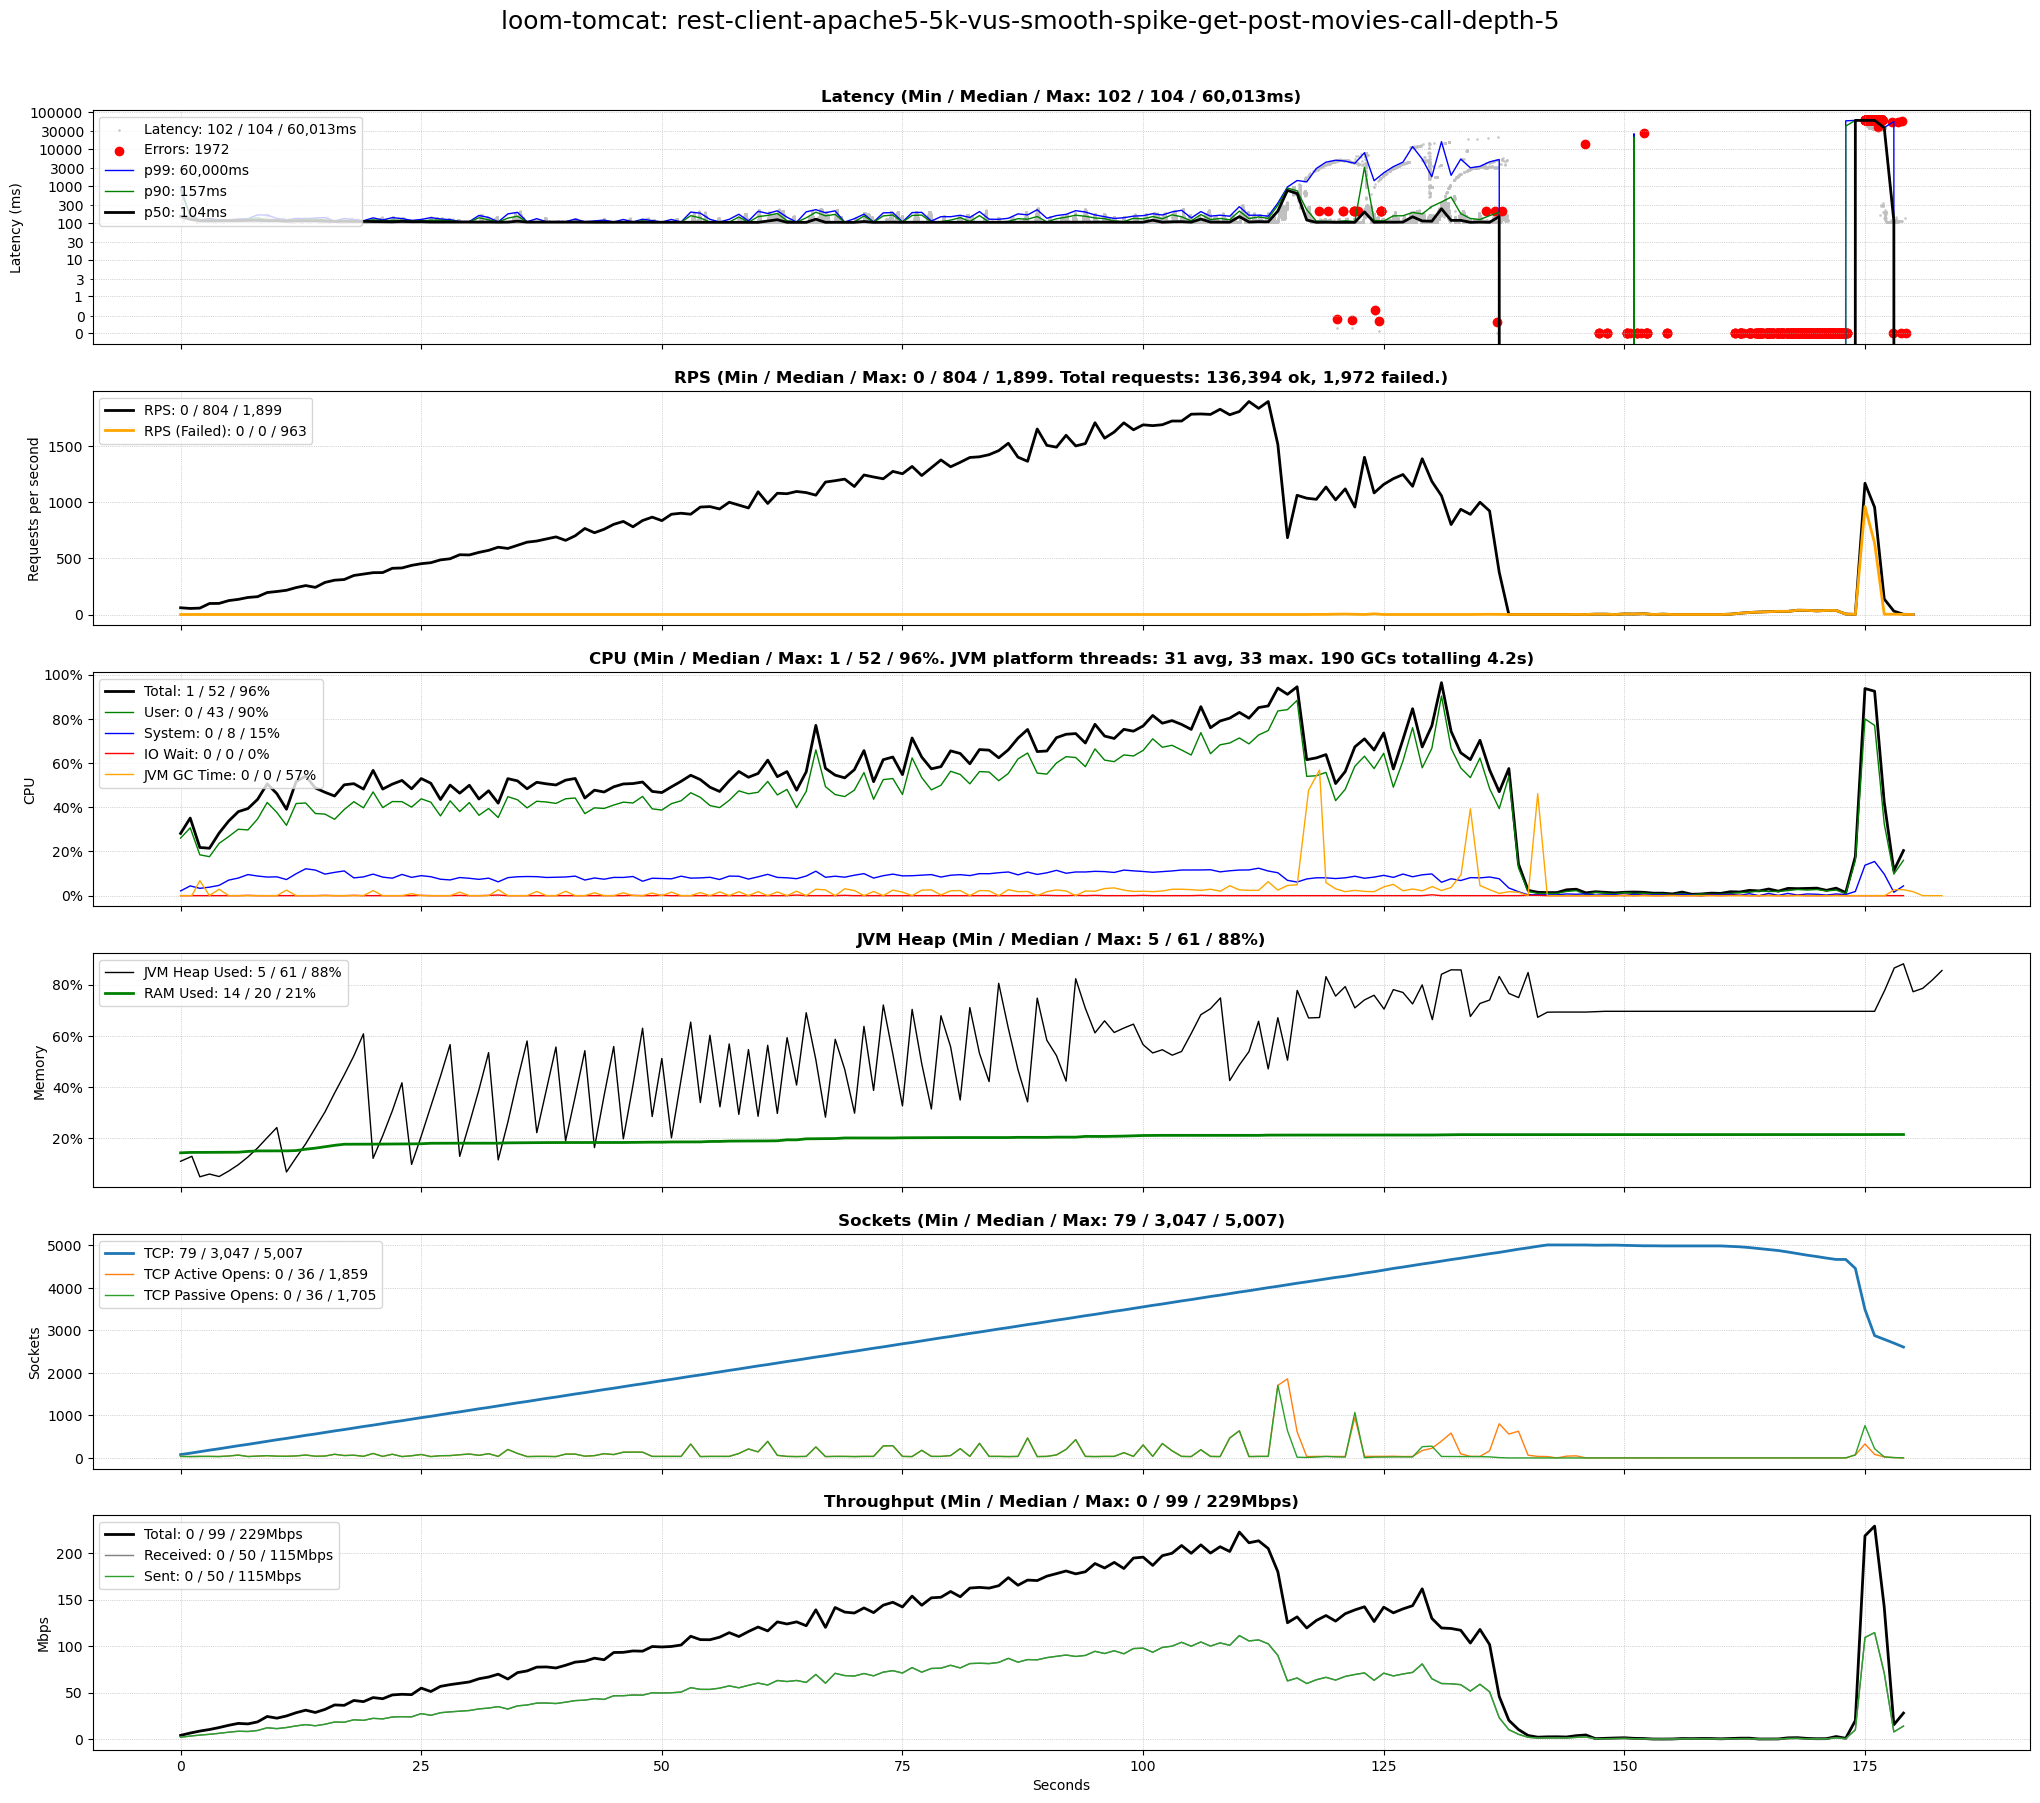 loom-tomcat: rest-client-apache5-5k-vus-smooth-spike-get-post-movies-call-depth-5
Latency (Min / Median / Max: 102 / 104 / 60,013ms)
Latency (ms)
100000
30000
10000
3000
1000
300
100
30
10
3
1
0
0
Latency: 102 / 104 / 60,013ms
Errors: 1972
p99: 60,000ms
p90: 157ms
p50: 104ms
RPS (Min / Median / Max: 0 / 804 / 1,899. Total requests: 136,394 ok, 1,972 failed.)
Requests per second
1500
1000
500
0
RPS: 0 / 804 / 1,899
RPS (Failed): 0 / 0 / 963
CPU (Min / Median / Max: 1 / 52 / 96%. JVM platform threads: 31 avg, 33 max. 190 GCs totalling 4.2s)
CPU
100%
80%
60%
40%
20%
0%
Total: 1 / 52 / 96%
User: 0 / 43 / 90%
System: 0 / 8 / 15%
IO Wait: 0 / 0 / 0%
JVM GC Time: 0 / 0 / 57%
JVM Heap (Min / Median / Max: 5 / 61 / 88%)
Memory
80%
60%
40%
20%
JVM Heap Used: 5 / 61 / 88%
RAM Used: 14 / 20 / 21%
Sockets (Min / Median / Max: 79 / 3,047 / 5,007)
Sockets
5000
4000
3000
2000
1000
0
TCP: 79 / 3,047 / 5,007
TCP Active Opens: 0 / 36 / 1,859
TCP Passive Opens: 0 / 36 / 1,705
Throughput (Min / Median / Max: 0 / 99 / 229Mbps)
Mbps
200
150
100
50
0
Total: 0 / 99 / 229Mbps
Received: 0 / 50 / 115Mbps
Sent: 0 / 50 / 115Mbps
0 25 50 75 100 125 150 175
Seconds